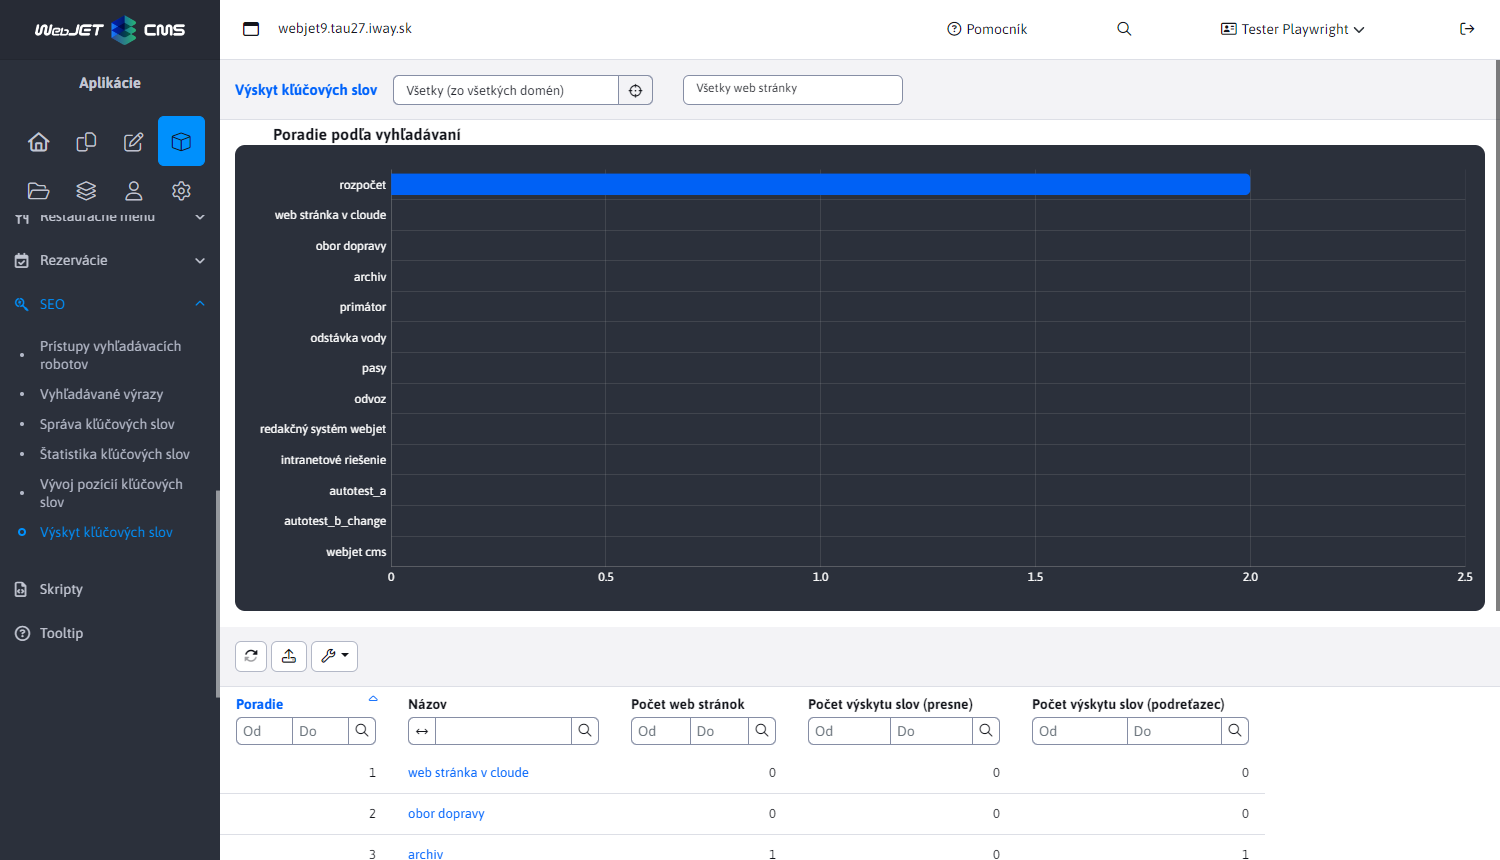 WebJET CMS
webjet9.tau27.iway.sk
Pomocník
Tester Playwright
Aplikácie
Reštauračné menu
Rezervácie
SEO
Prístupy vyhľadávacích
robotov
Vyhľadávané výrazy
Správa kľúčových slov
Štatistika kľúčových slov
Vývoj pozícií kľúčových
slov
Výskyt kľúčových slov
Skripty
Tooltip
Výskyt kľúčových slov
Všetky (zo všetkých domén)
Všetky web stránky
Poradie podľa vyhľadávaní
rozpočet
web stránka v cloude
obor dopravy
archiv
primátor
odstávka vody
pasy
odvoz
redakčný systém webjet
intranetové riešenie
autotest_a
autotest_b_change
webjet cms
0 0.5 1.0 1.5 2.0 2.5
Poradie Názov Počet web stránok Počet výskytu slov (presne) Počet výskytu slov (podreťazec)
Od Do Od Do Od Do Od Do
1 web stránka v cloude 0 0 0
2 obor dopravy 0 0 0
3 archiv 1 0 1